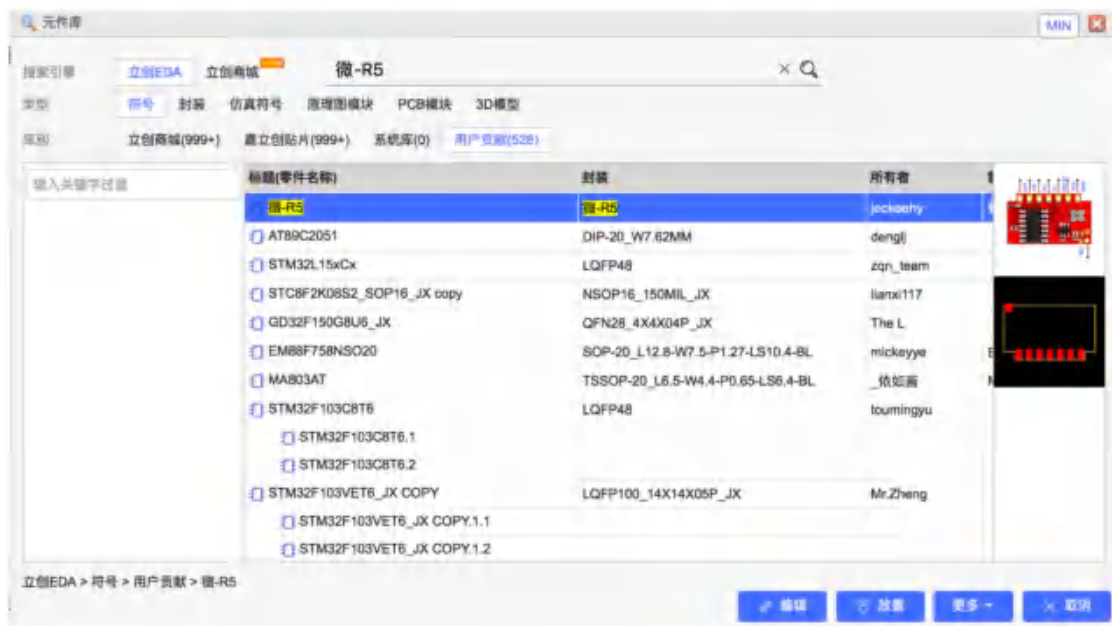 元件库 MIN
搜索引擎 立创EDA 立创商城 微-R5
类型 符号 封装 仿真符号 原理图模块 PCB模块 3D模型
库别 立创商城(999+) 嘉立创贴片(999+) 系统库(0) 用户贡献(528)
输入关键字过滤
标题(零件名称) 封装 所有者
微-R5 微-R5 jeckeehy
AT89C2051 DIP-20_W7.62MM denglj
STM32L15xCx LQFP48 zqn_team
STC8F2K08S2_SOP16_JX copy NSOP16_150MIL_JX lianxi117
GD32F150G8U6_JX QFN28_4X4X04P_JX The L
EM88F758NSO20 SOP-20_L12.8-W7.5-P1.27-LS10.4-BL mickeyye
MA803AT TSSOP-20_L6.5-W4.4-P0.65-LS6.4-BL _依如画
STM32F103C8T6 LQFP48 toumingyu
STM32F103C8T6.1
STM32F103C8T6.2
STM32F103VET6_JX COPY LQFP100_14X14X05P_JX Mr.Zheng
STM32F103VET6_JX COPY.1.1
STM32F103VET6_JX COPY.1.2
立创EDA > 符号 > 用户贡献 > 微-R5
编辑 放置 更多 取消